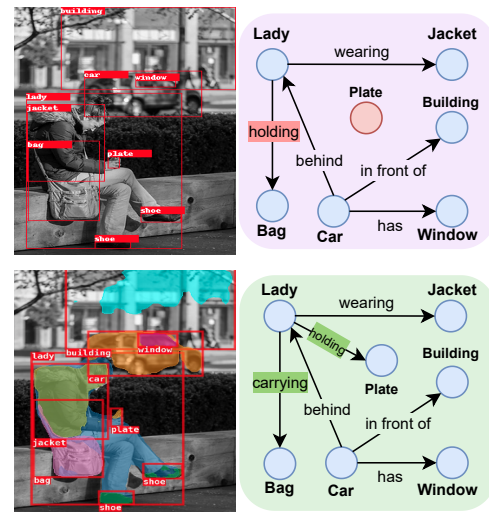 building
car
window
lady
jacket
bag
plate
shoe
shoe
Lady
wearing
Jacket
Plate
Building
holding
behind
in front of
has
Bag
Car
Window
building
window
lady
car
plate
jacket
bag
shoe
shoe
Lady
wearing
Jacket
holding
Building
carrying
Plate
behind
in front of
has
Bag
Car
Window